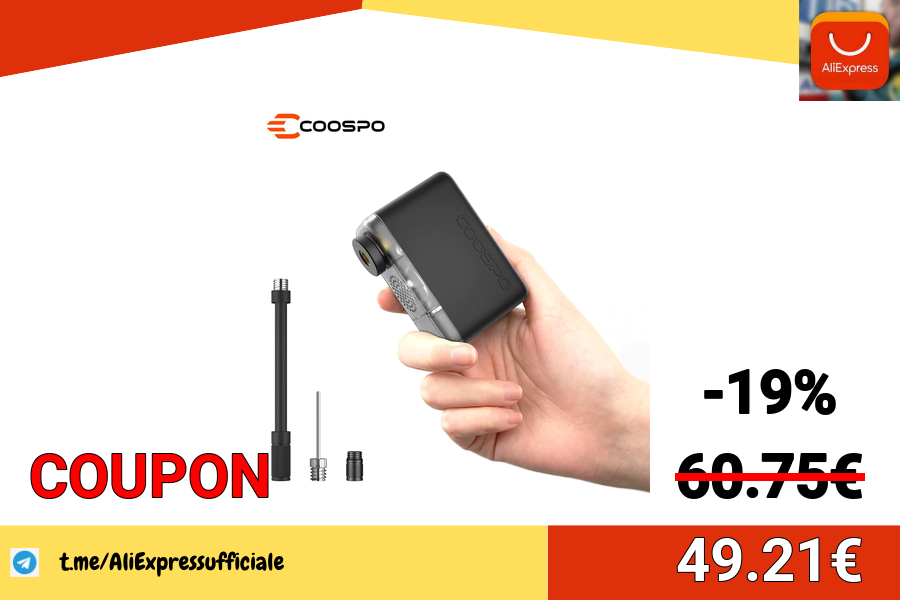 AliExpress
COOSPO
COOSPO
-19%
COUPON
60.75€
t.me/AliExpressufficiale
49.21€